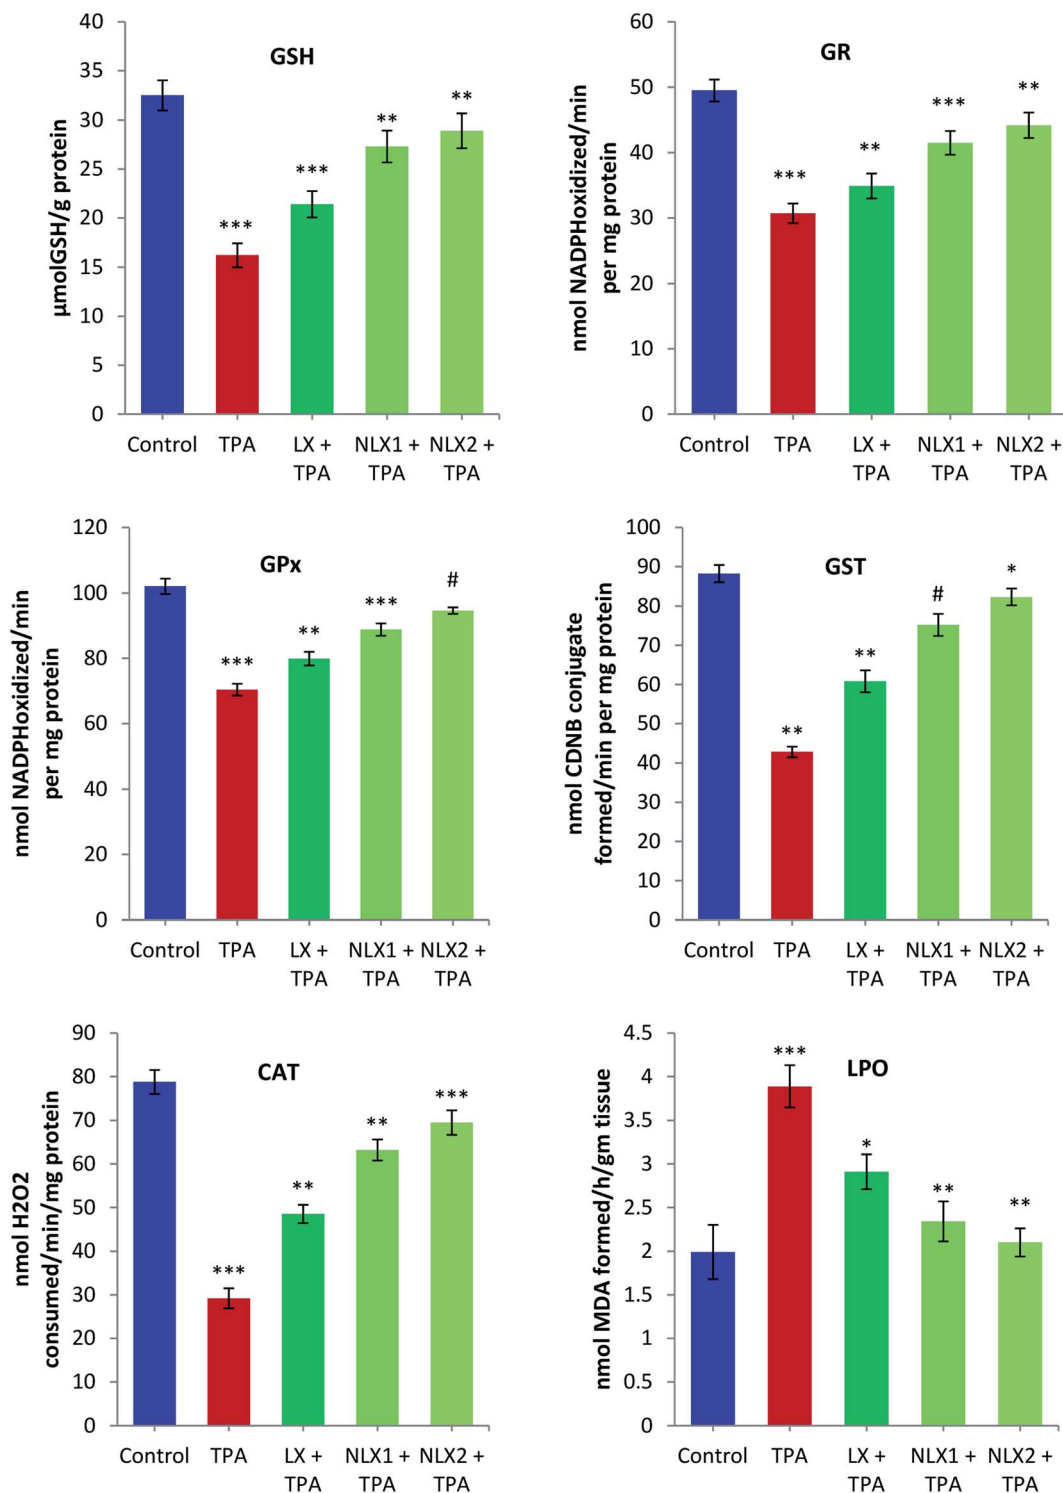 GSH
µmolGSH/g protein
40
35
30
25
20
15
10
5
0
***
***
**
**
Control TPA LX + NLX1 + NLX2 +
TPA TPA TPA
GR
nmol NADPHoxidized/min
per mg protein
60
50
40
30
20
10
0
***
**
***
**
Control TPA LX + NLX1 + NLX2 +
TPA TPA TPA
GPx
nmol NADPHoxidized/min
per mg protein
120
100
80
60
40
20
0
***
**
***
#
Control TPA LX + NLX1 + NLX2 +
TPA TPA TPA
GST
nmol CDNB conjugate
formed/min per mg protein
100
90
80
70
60
50
40
30
20
10
0
**
**
#
*
Control TPA LX + NLX1 + NLX2 +
TPA TPA TPA
CAT
nmol H2O2
consumed/min/mg protein
90
80
70
60
50
40
30
20
10
0
***
**
**
***
Control TPA LX + NLX1 + NLX2 +
TPA TPA TPA
LPO
nmol MDA formed/h/gm tissue
4.5
4
3.5
3
2.5
2
1.5
1
0.5
0
***
*
**
**
Control TPA LX + NLX1 + NLX2 +
TPA TPA TPA